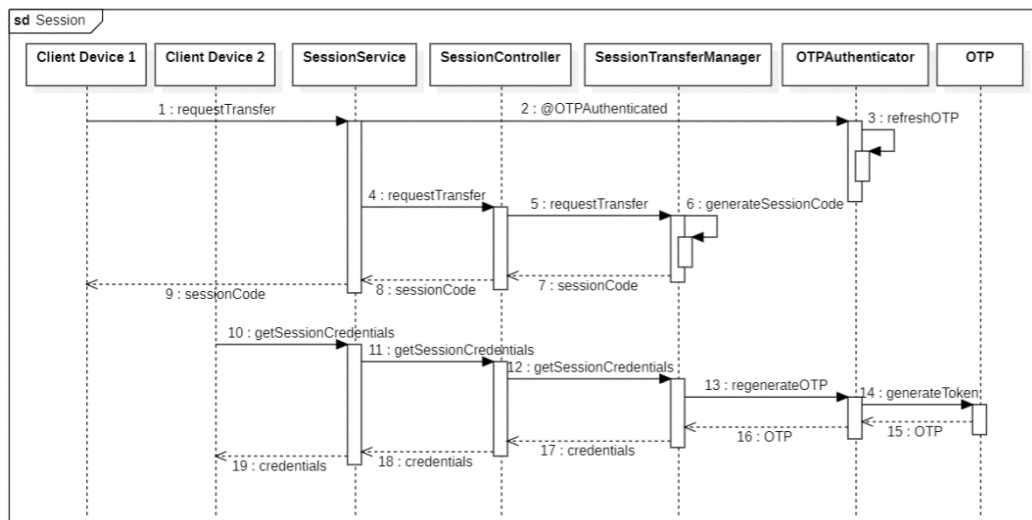 sd Session
Client Device 1
Client Device 2
SessionService
SessionController
SessionTransferManager
OTPAuthenticator
OTP
1 : requestTransfer
2 : @OTPAuthenticated
3 : refreshOTP
4 : requestTransfer
5 : requestTransfer
6 : generateSessionCode
7 : sessionCode
8 : sessionCode
9 : sessionCode
10 : getSessionCredentials
11 : getSessionCredentials
12 : getSessionCredentials
13 : regenerateOTP
14 : generateToken
15 : OTP
16 : OTP
17 : credentials
18 : credentials
19 : credentials